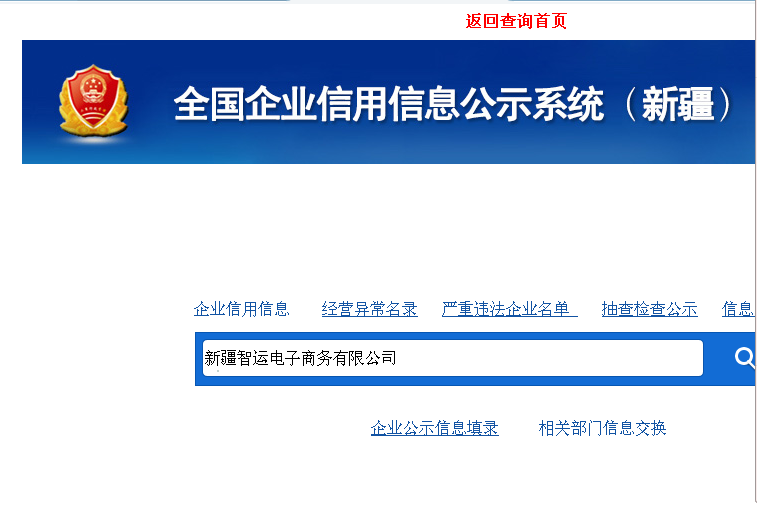 返回查询首页
全国企业信用信息公示系统（新疆）
企业信用信息 经营异常名录 严重违法企业名单 抽查检查公示 信息
新疆智运电子商务有限公司
企业公示信息填录 相关部门信息交换